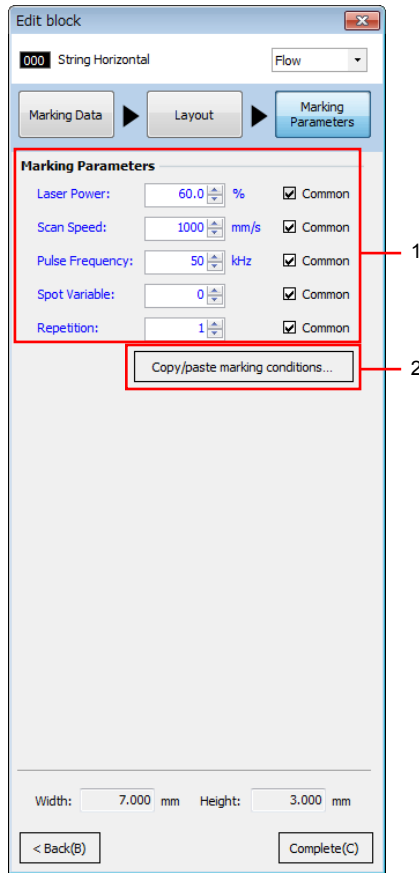 Edit block
000 String Horizontal Flow
Marking Data Layout Marking Parameters
Marking Parameters
Laser Power: 60.0 % Common
Scan Speed: 1000 mm/s Common
1
Pulse Frequency: 50 kHz Common
Spot Variable: 0 Common
Repetition: 1 Common
Copy/paste marking conditions... 2
Width: 7.000 mm Height: 3.000 mm
< Back(B) Complete(C)